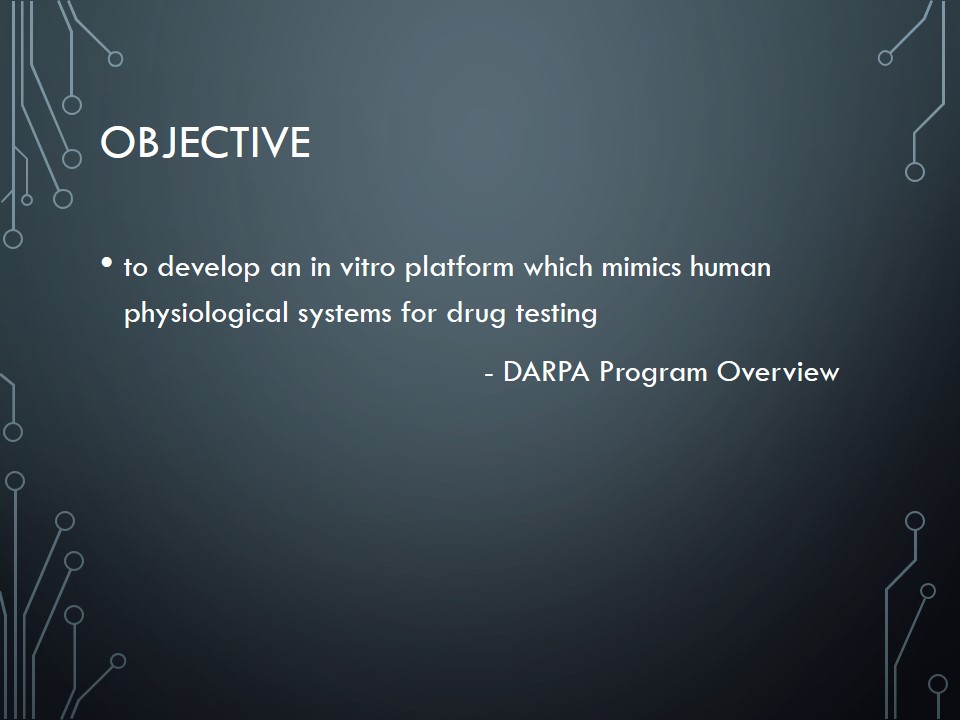 OBJECTIVE
• to develop an in vitro platform which mimics human
physiological systems for drug testing
- DARPA Program Overview